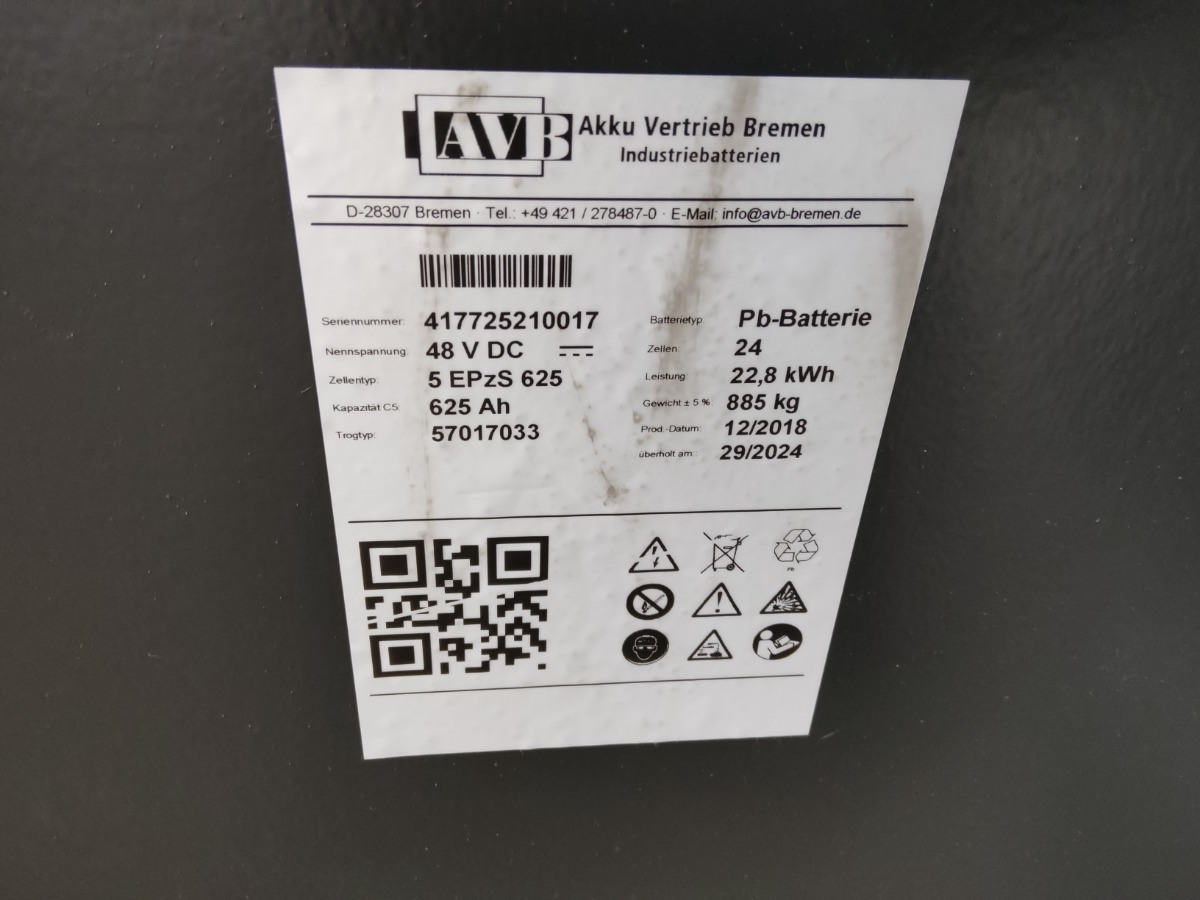 AVB Akku Vertrieb Bremen
Industriebatterien
D-28307 Bremen · Tel.: +49 421 / 278487-0 · E-Mail: info@avb-bremen.de
Seriennummer: 417725210017
Nennspannung: 48 V DC
Zellentyp: 5 EPzS 625
Kapazität C5: 625 Ah
Trogtyp: 57017033
Batterietyp: Pb-Batterie
Zellen: 24
Leistung: 22,8 kWh
Gewicht ± 5 %: 885 kg
Prod.-Datum: 12/2018
überholt am: 29/2024
Pb